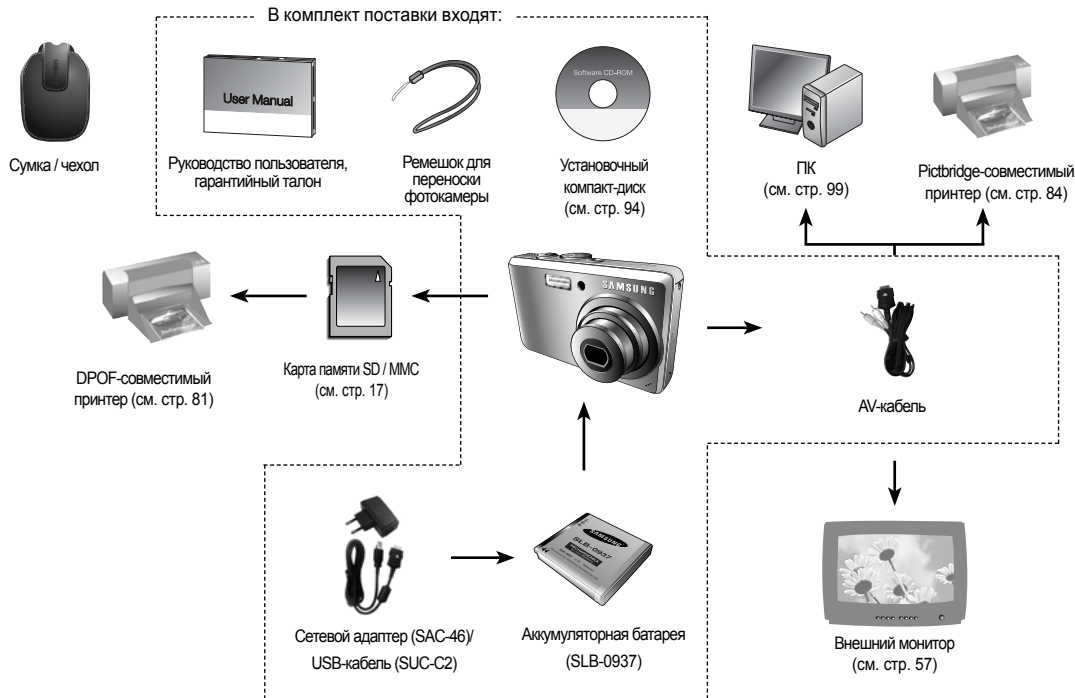 В комплект поставки входят:
User Manual
Software CD-ROM
Сумка / чехол
Руководство пользователя,
гарантийный талон
Ремешок для
переноски
фотокамеры
Установочный
компакт-диск
(см. стр. 94)
ПК
(см. стр. 99)
Pictbridge-совместимый
принтер (см. стр. 84)
SAMSUNG
DPOF-совместимый
принтер (см. стр. 81)
Карта памяти SD / MMC
(см. стр. 17)
AV-кабель
SAMSUNG
SLB-0937
Сетевой адаптер (SAC-46)/
USB-кабель (SUC-C2)
Аккумуляторная батарея
(SLB-0937)
Внешний монитор
(см. стр. 57)